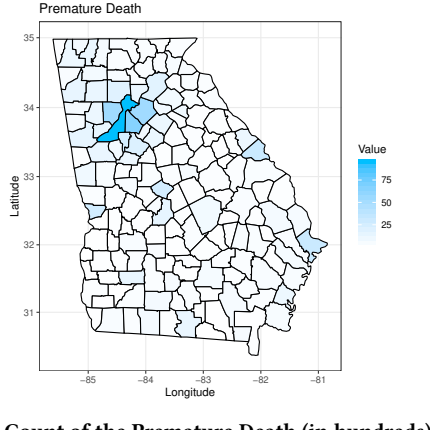 Premature Death
35
34
33
32
31
Latitude
−85
−84
−83
−82
−81
Longitude
Value
75
50
25
Count of the Premature Death (in hundreds)